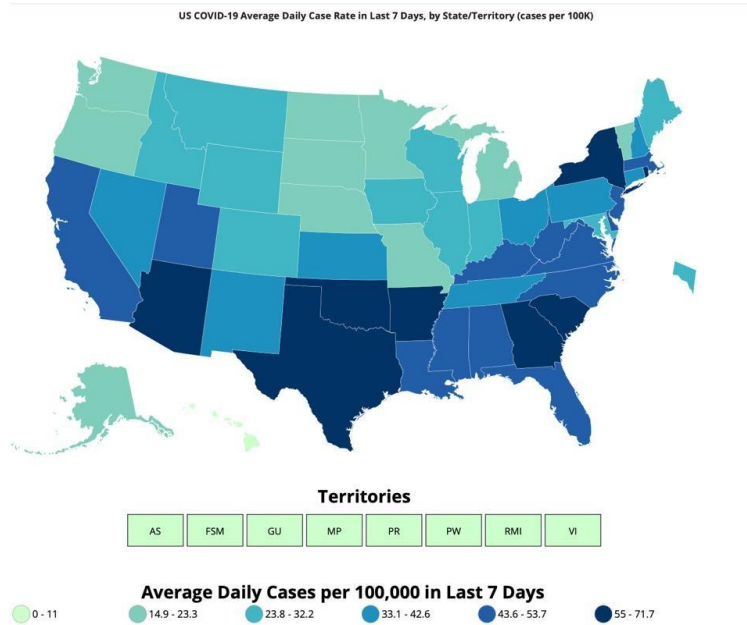 US COVID-19 Average Daily Case Rate in Last 7 Days, by State/Territory (cases per 100K)
Territories
AS FSM GU MP PR PW RMI VI
Average Daily Cases per 100,000 in Last 7 Days
0 - 11 14.9 - 23.3 23.8 - 32.2 33.1 - 42.6 43.6 - 53.7 55 - 71.7